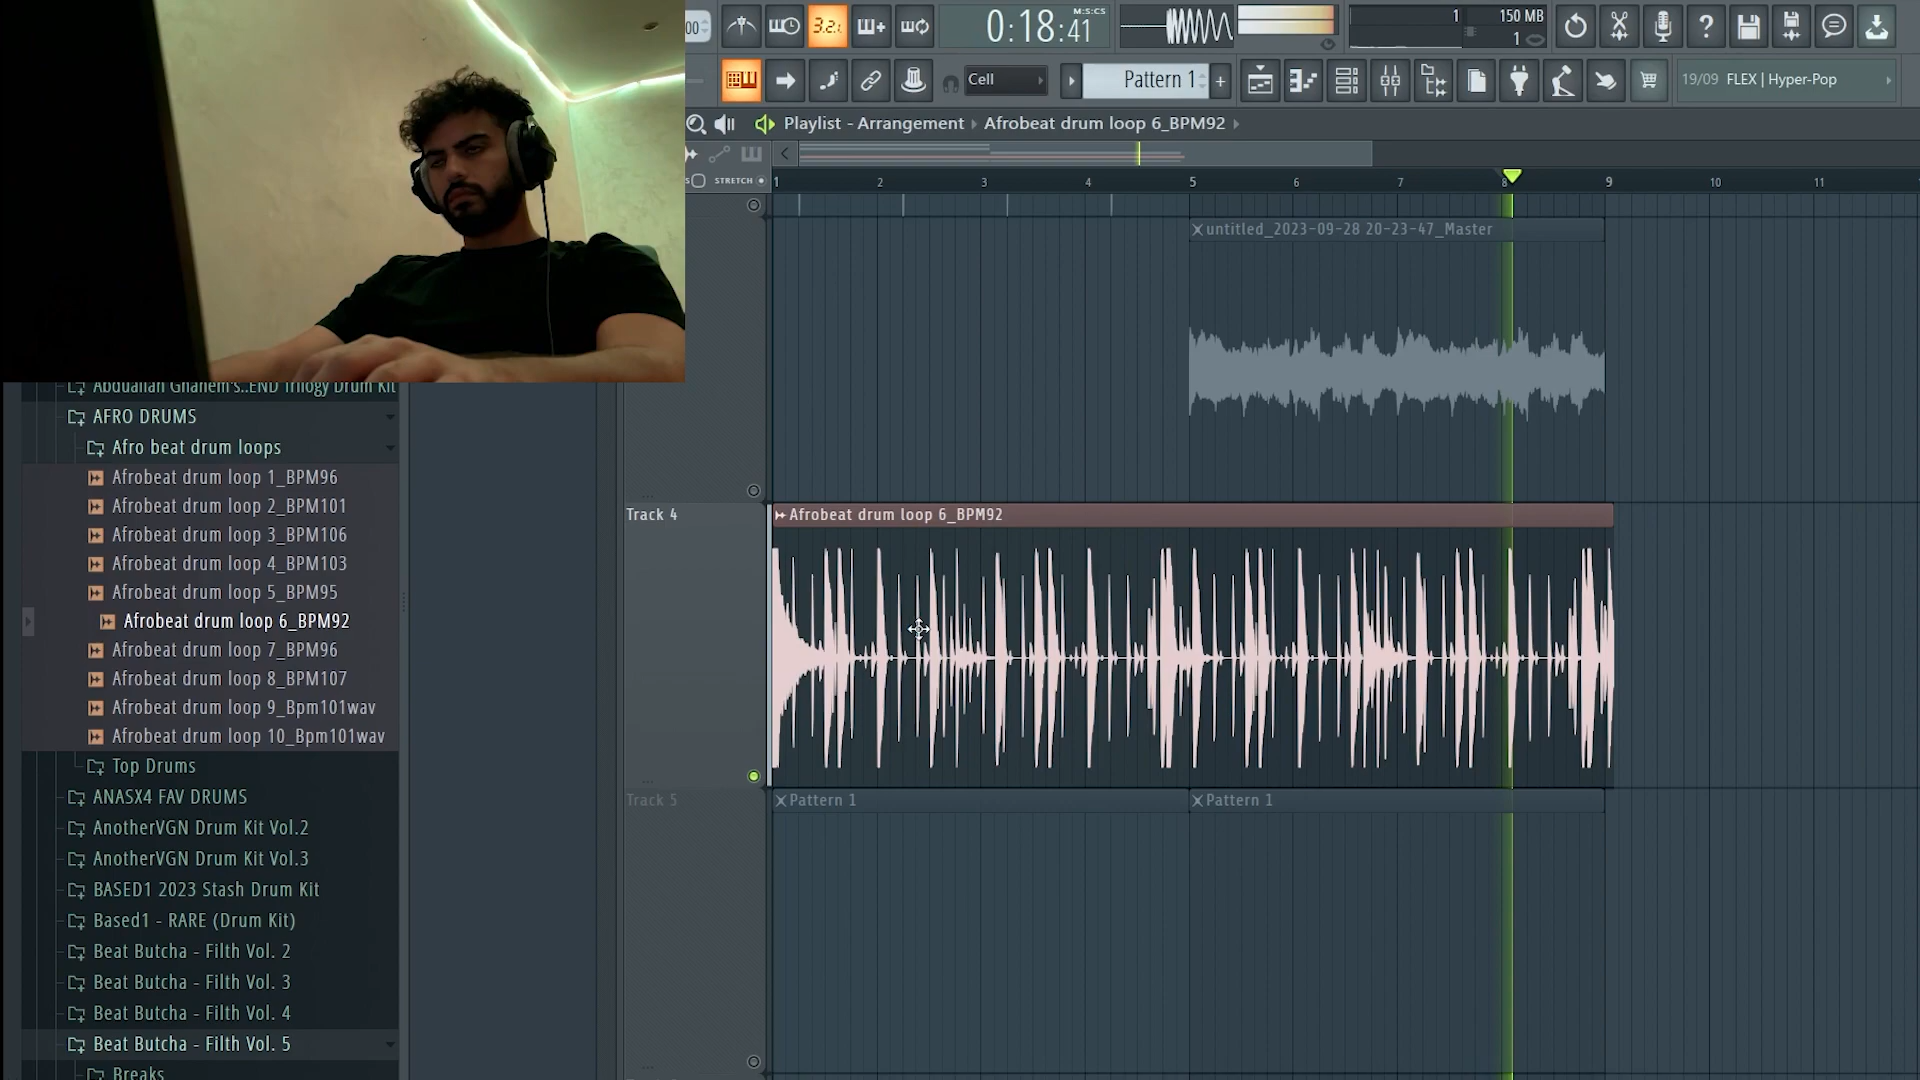 00
3.2.
0:18:41
M:S:CS
1
150 MB
1
Cell
Pattern 1
+
19/09 FLEX | Hyper-Pop
Playlist - Arrangement
Afrobeat drum loop 6_BPM92
STRETCH
1
2
3
4
5
6
7
8
9
10
11
untitled_2023-09-28 20-23-47_Master
Track 4
Afrobeat drum loop 6_BPM92
Track 5
Pattern 1
Pattern 1
Abdullah Ghanem's..END Trilogy Drum Kit
AFRO DRUMS
Afro beat drum loops
Afrobeat drum loop 1_BPM96
Afrobeat drum loop 2_BPM101
Afrobeat drum loop 3_BPM106
Afrobeat drum loop 4_BPM103
Afrobeat drum loop 5_BPM95
Afrobeat drum loop 6_BPM92
Afrobeat drum loop 7_BPM96
Afrobeat drum loop 8_BPM107
Afrobeat drum loop 9_Bpm101wav
Afrobeat drum loop 10_Bpm101wav
Top Drums
ANASX4 FAV DRUMS
AnotherVGN Drum Kit Vol.2
AnotherVGN Drum Kit Vol.3
BASED1 2023 Stash Drum Kit
Based1 - RARE (Drum Kit)
Beat Butcha - Filth Vol. 2
Beat Butcha - Filth Vol. 3
Beat Butcha - Filth Vol. 4
Beat Butcha - Filth Vol. 5
Breaks